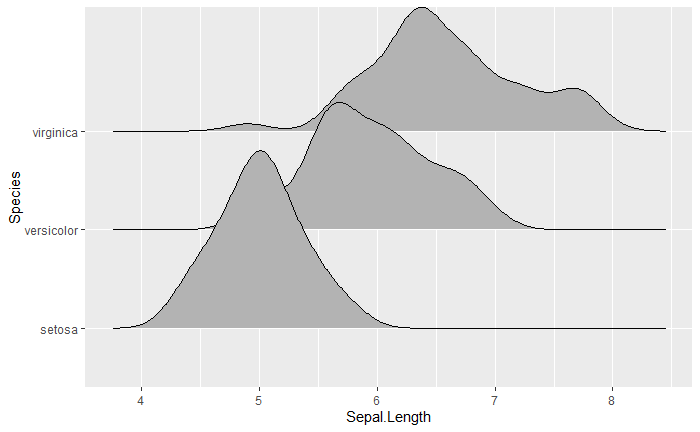 Species
virginica
versicolor
setosa
4 5 6 7 8
Sepal.Length